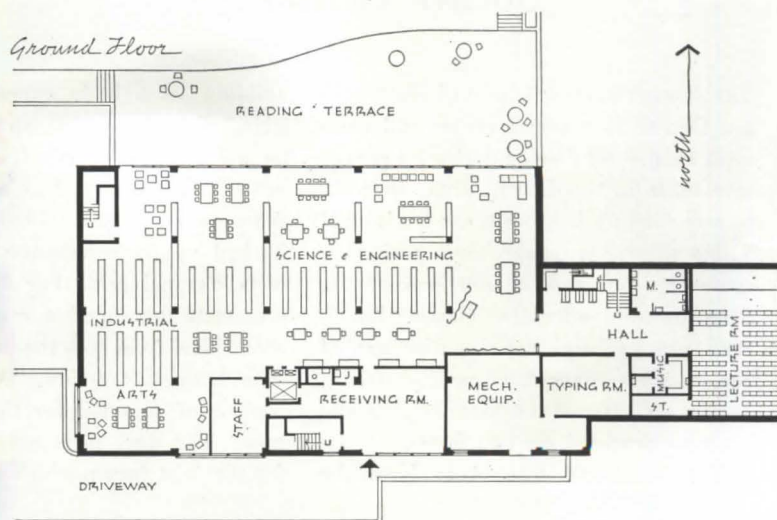 Ground Floor
READING TERRACE
north
SCIENCE & ENGINEERING
INDUSTRIAL
ARTS
STAFF
RECEIVING RM.
J
MECH.
EQUIP.
TYPING RM.
HALL
M.
MUSIC
ST.
LECTURE RM
U
U
U
DRIVEWAY